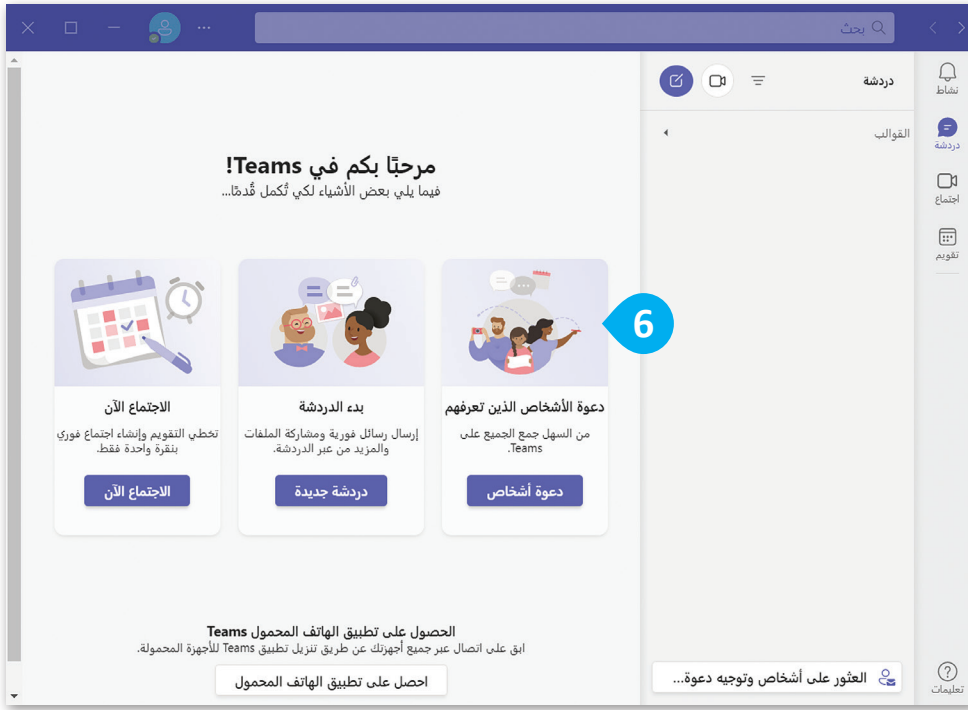 بحث
نشاط
دردشة
اجتماع
تقويم
تعليمات
دردشة
القوالب
العثور على أشخاص وتوجيه دعوة...
مرحبًا بكم في Teams!
فيما يلي بعض الأشياء لكي تُكمل قُدمًا...
6
دعوة الأشخاص الذين تعرفهم
من السهل جمع الجميع على
Teams.
دعوة أشخاص
بدء الدردشة
إرسال رسائل فورية ومشاركة الملفات
والمزيد من عبر الدردشة.
دردشة جديدة
الاجتماع الآن
تخطي التقويم وإنشاء اجتماع فوري
بنقرة واحدة فقط.
الاجتماع الآن
الحصول على تطبيق الهاتف المحمول Teams
ابق على اتصال عبر جميع أجهزتك عن طريق تنزيل تطبيق Teams للأجهزة المحمولة.
احصل على تطبيق الهاتف المحمول